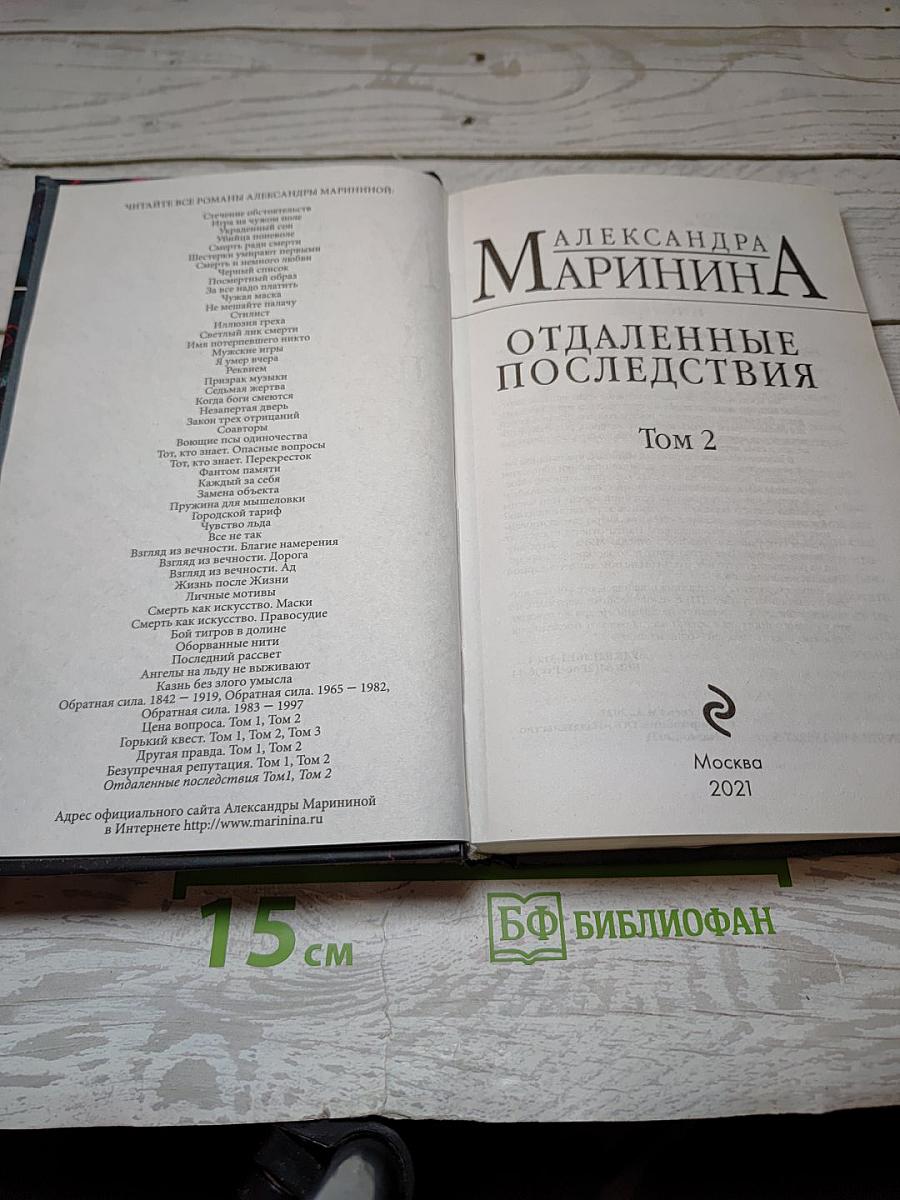 ЧИТАЙТЕ ВСЕ РОМАНЫ АЛЕКСАНДРЫ МАРИНИНОЙ:
Стечение обстоятельств
Игра на чужом поле
Украденный сон
Убийца поневоле
Смерть ради смерти
Шестерки умирают первыми
Смерть и немного любви
Черный список
Посмертный образ
За все надо платить
Чужая маска
Не мешайте палачу
Стилист
Иллюзия греха
Светлый лик смерти
Имя потерпевшего никто
Мужские игры
Я умер вчера
Реквием
Призрак музыки
Седьмая жертва
Когда боги смеются
Незапертая дверь
Закон трех отрицаний
Соавторы
Воющие псы одиночества
Тот, кто знает. Опасные вопросы
Тот, кто знает. Перекресток
Фантом памяти
Каждый за себя
Замена объекта
Пружина для мышеловки
Городской тариф
Чувство льда
Все не так
Взгляд из вечности. Благие намерения
Взгляд из вечности. Дорога
Взгляд из вечности. Ад
Жизнь после Жизни
Личные мотивы
Смерть как искусство. Маски
Смерть как искусство. Правосудие
Бой тигров в долине
Оборванные нити
Последний рассвет
Ангелы на льду не выживают
Казнь без злого умысла
Обратная сила. 1842 — 1919, Обратная сила. 1965 — 1982,
Обратная сила. 1983 — 1997
Цена вопроса. Том 1, Том 2
Горький квест. Том 1, Том 2, Том 3
Другая правда. Том 1, Том 2
Безупречная репутация. Том 1, Том 2
Отдаленные последствия Том1, Том 2
Адрес официального сайта Александры Марининой
в Интернете http://www.marinina.ru
АЛЕКСАНДРА
МАРИНИНА
ОТДАЛЕННЫЕ
ПОСЛЕДСТВИЯ
Том 2
Москва
2021
15 см
БФ БИБЛИОФАН